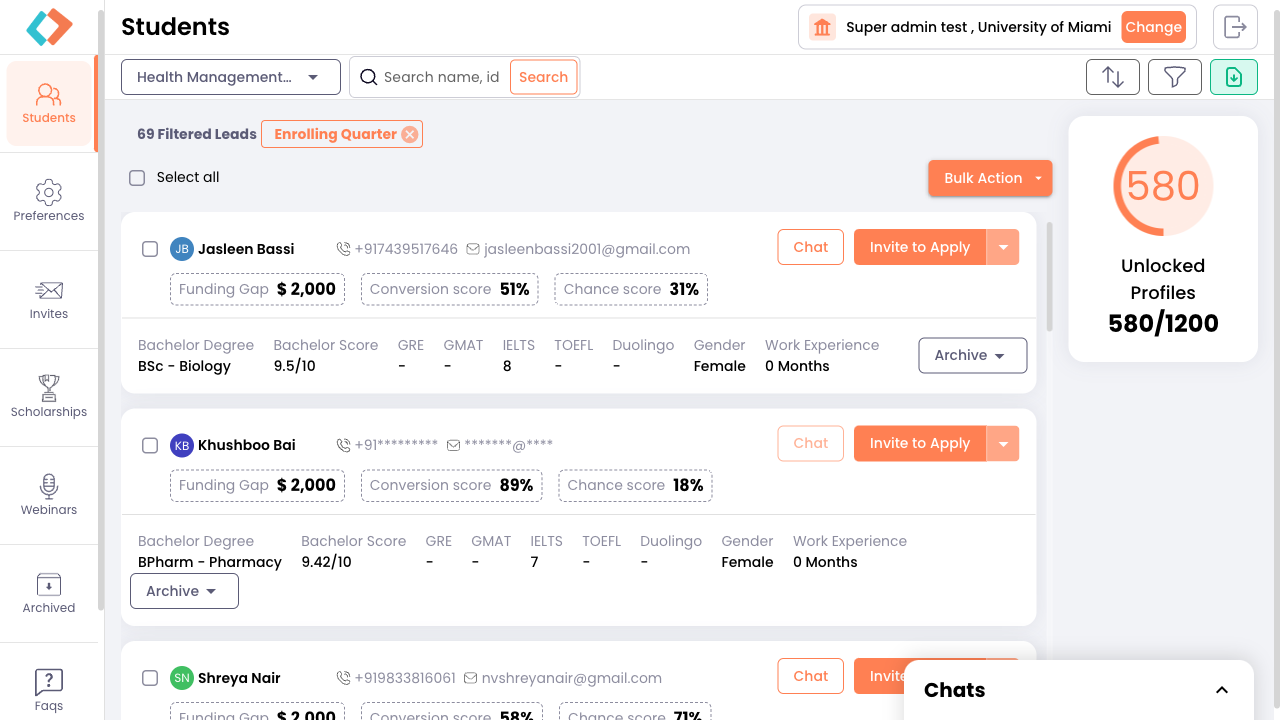 Students
Super admin test , University of Miami
Change
Health Management...
Search name, id
Search
Students
Preferences
Invites
Scholarships
Webinars
Archived
Faqs
69 Filtered Leads
Enrolling Quarter
Select all
Bulk Action
580
Unlocked
Profiles
580/1200
JB Jasleen Bassi +917439517646 jasleenbassi2001@gmail.com Chat Invite to Apply
Funding Gap $ 2,000 Conversion score 51% Chance score 31%
Bachelor Degree Bachelor Score GRE GMAT IELTS TOEFL Duolingo Gender Work Experience
BSc - Biology 9.5/10 - - 8 - - Female 0 Months
Archive
KB Khushboo Bai +91********* *******@**** Chat Invite to Apply
Funding Gap $ 2,000 Conversion score 89% Chance score 18%
Bachelor Degree Bachelor Score GRE GMAT IELTS TOEFL Duolingo Gender Work Experience
BPharm - Pharmacy 9.42/10 - - 7 - - Female 0 Months
Archive
SN Shreya Nair +919833816061 nvshreyanair@gmail.com Chat Invite
Funding Gap $ 2,000 Conversion score 58% Chance score 71%
Chats